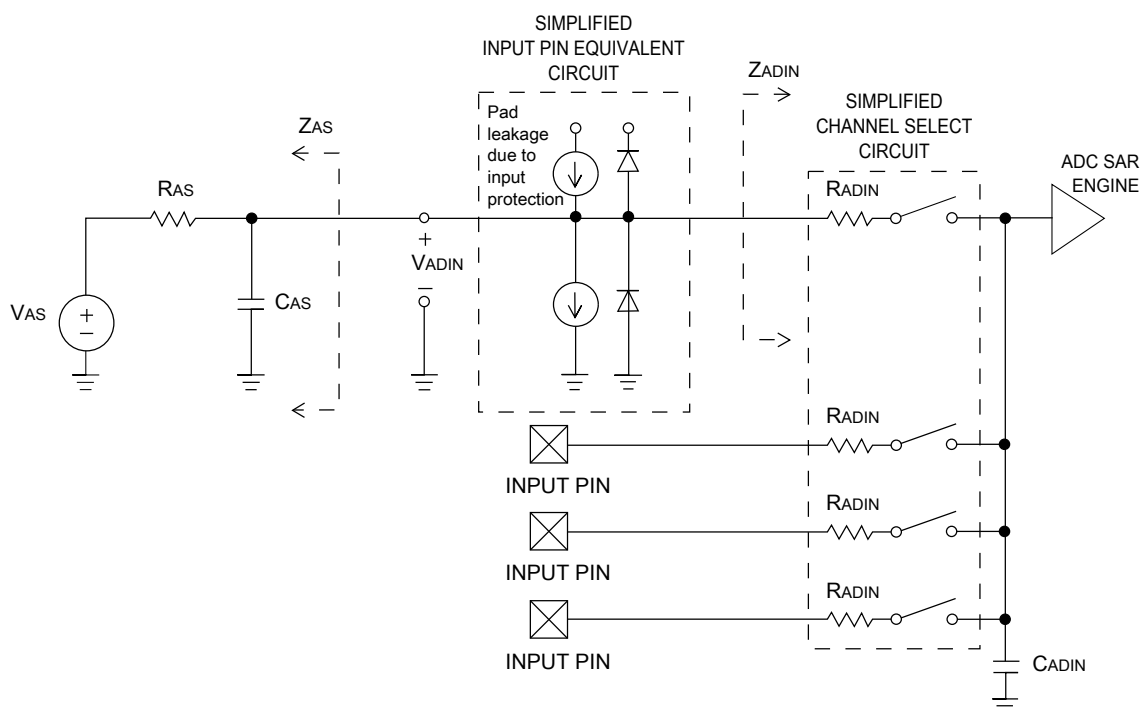 SIMPLIFIED
INPUT PIN EQUIVALENT
CIRCUIT
Pad
leakage
due to
input
protection
ZAS
ZADIN
SIMPLIFIED
CHANNEL SELECT
CIRCUIT
ADC SAR
ENGINE
RAS
RADIN
+
VADIN
–
VAS
+
–
CAS
RADIN
INPUT PIN
RADIN
INPUT PIN
RADIN
INPUT PIN
CADIN